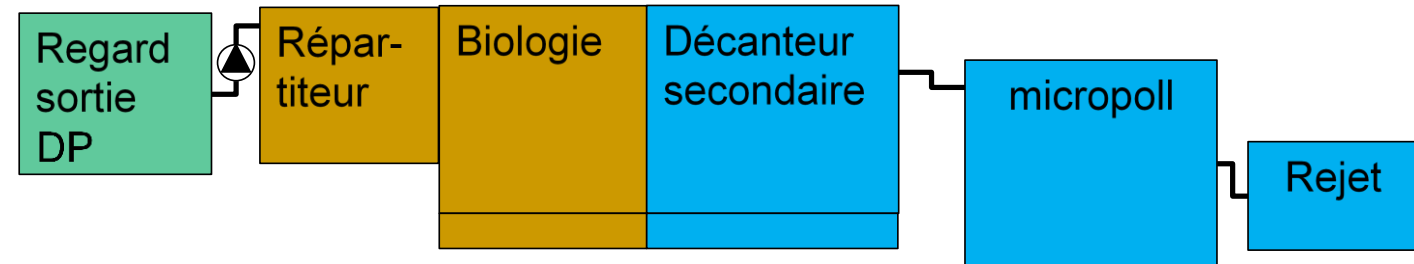 Regard
sortie
DP
Répar-
titeur
Biologie
Décanteur
secondaire
micropoll
Rejet